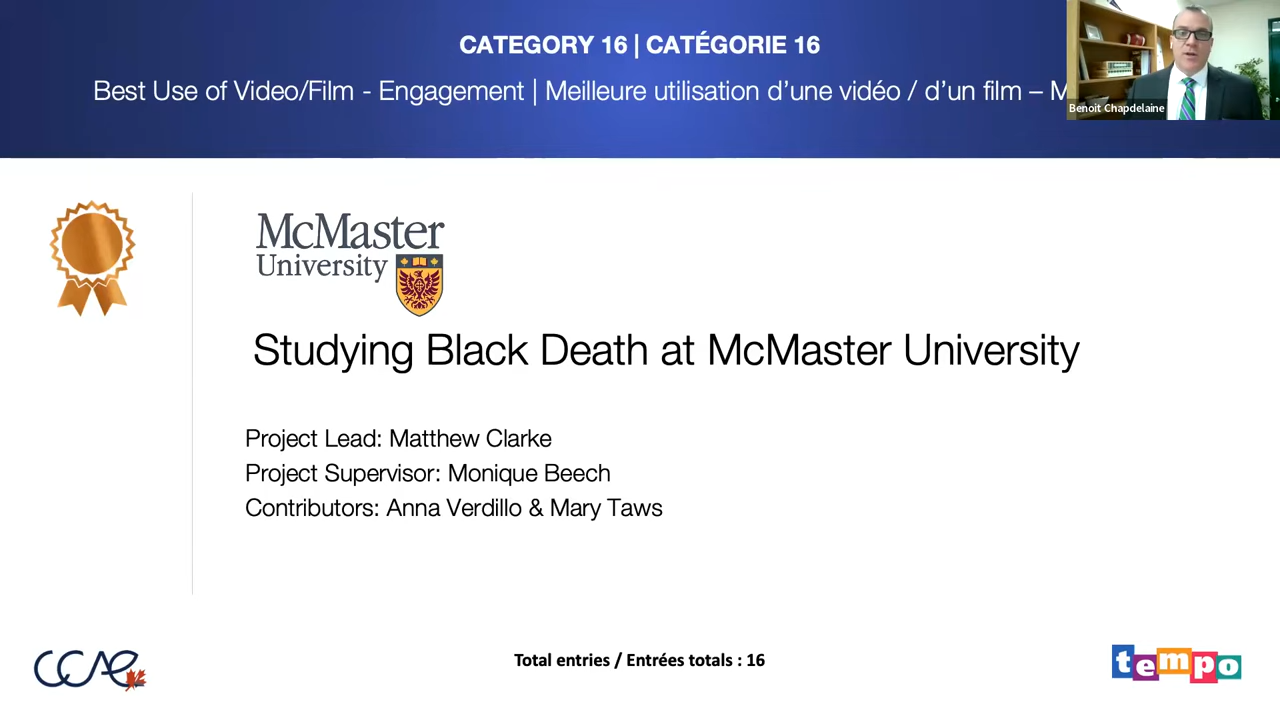 CATEGORY 16 | CATÉGORIE 16
Best Use of Video/Film - Engagement | Meilleure utilisation d’une vidéo / d’un film – M
Benoit Chapdelaine
McMaster
University
Studying Black Death at McMaster University
Project Lead: Matthew Clarke
Project Supervisor: Monique Beech
Contributors: Anna Verdillo & Mary Taws
CCAE
Total entries / Entrées totals : 16
tempo